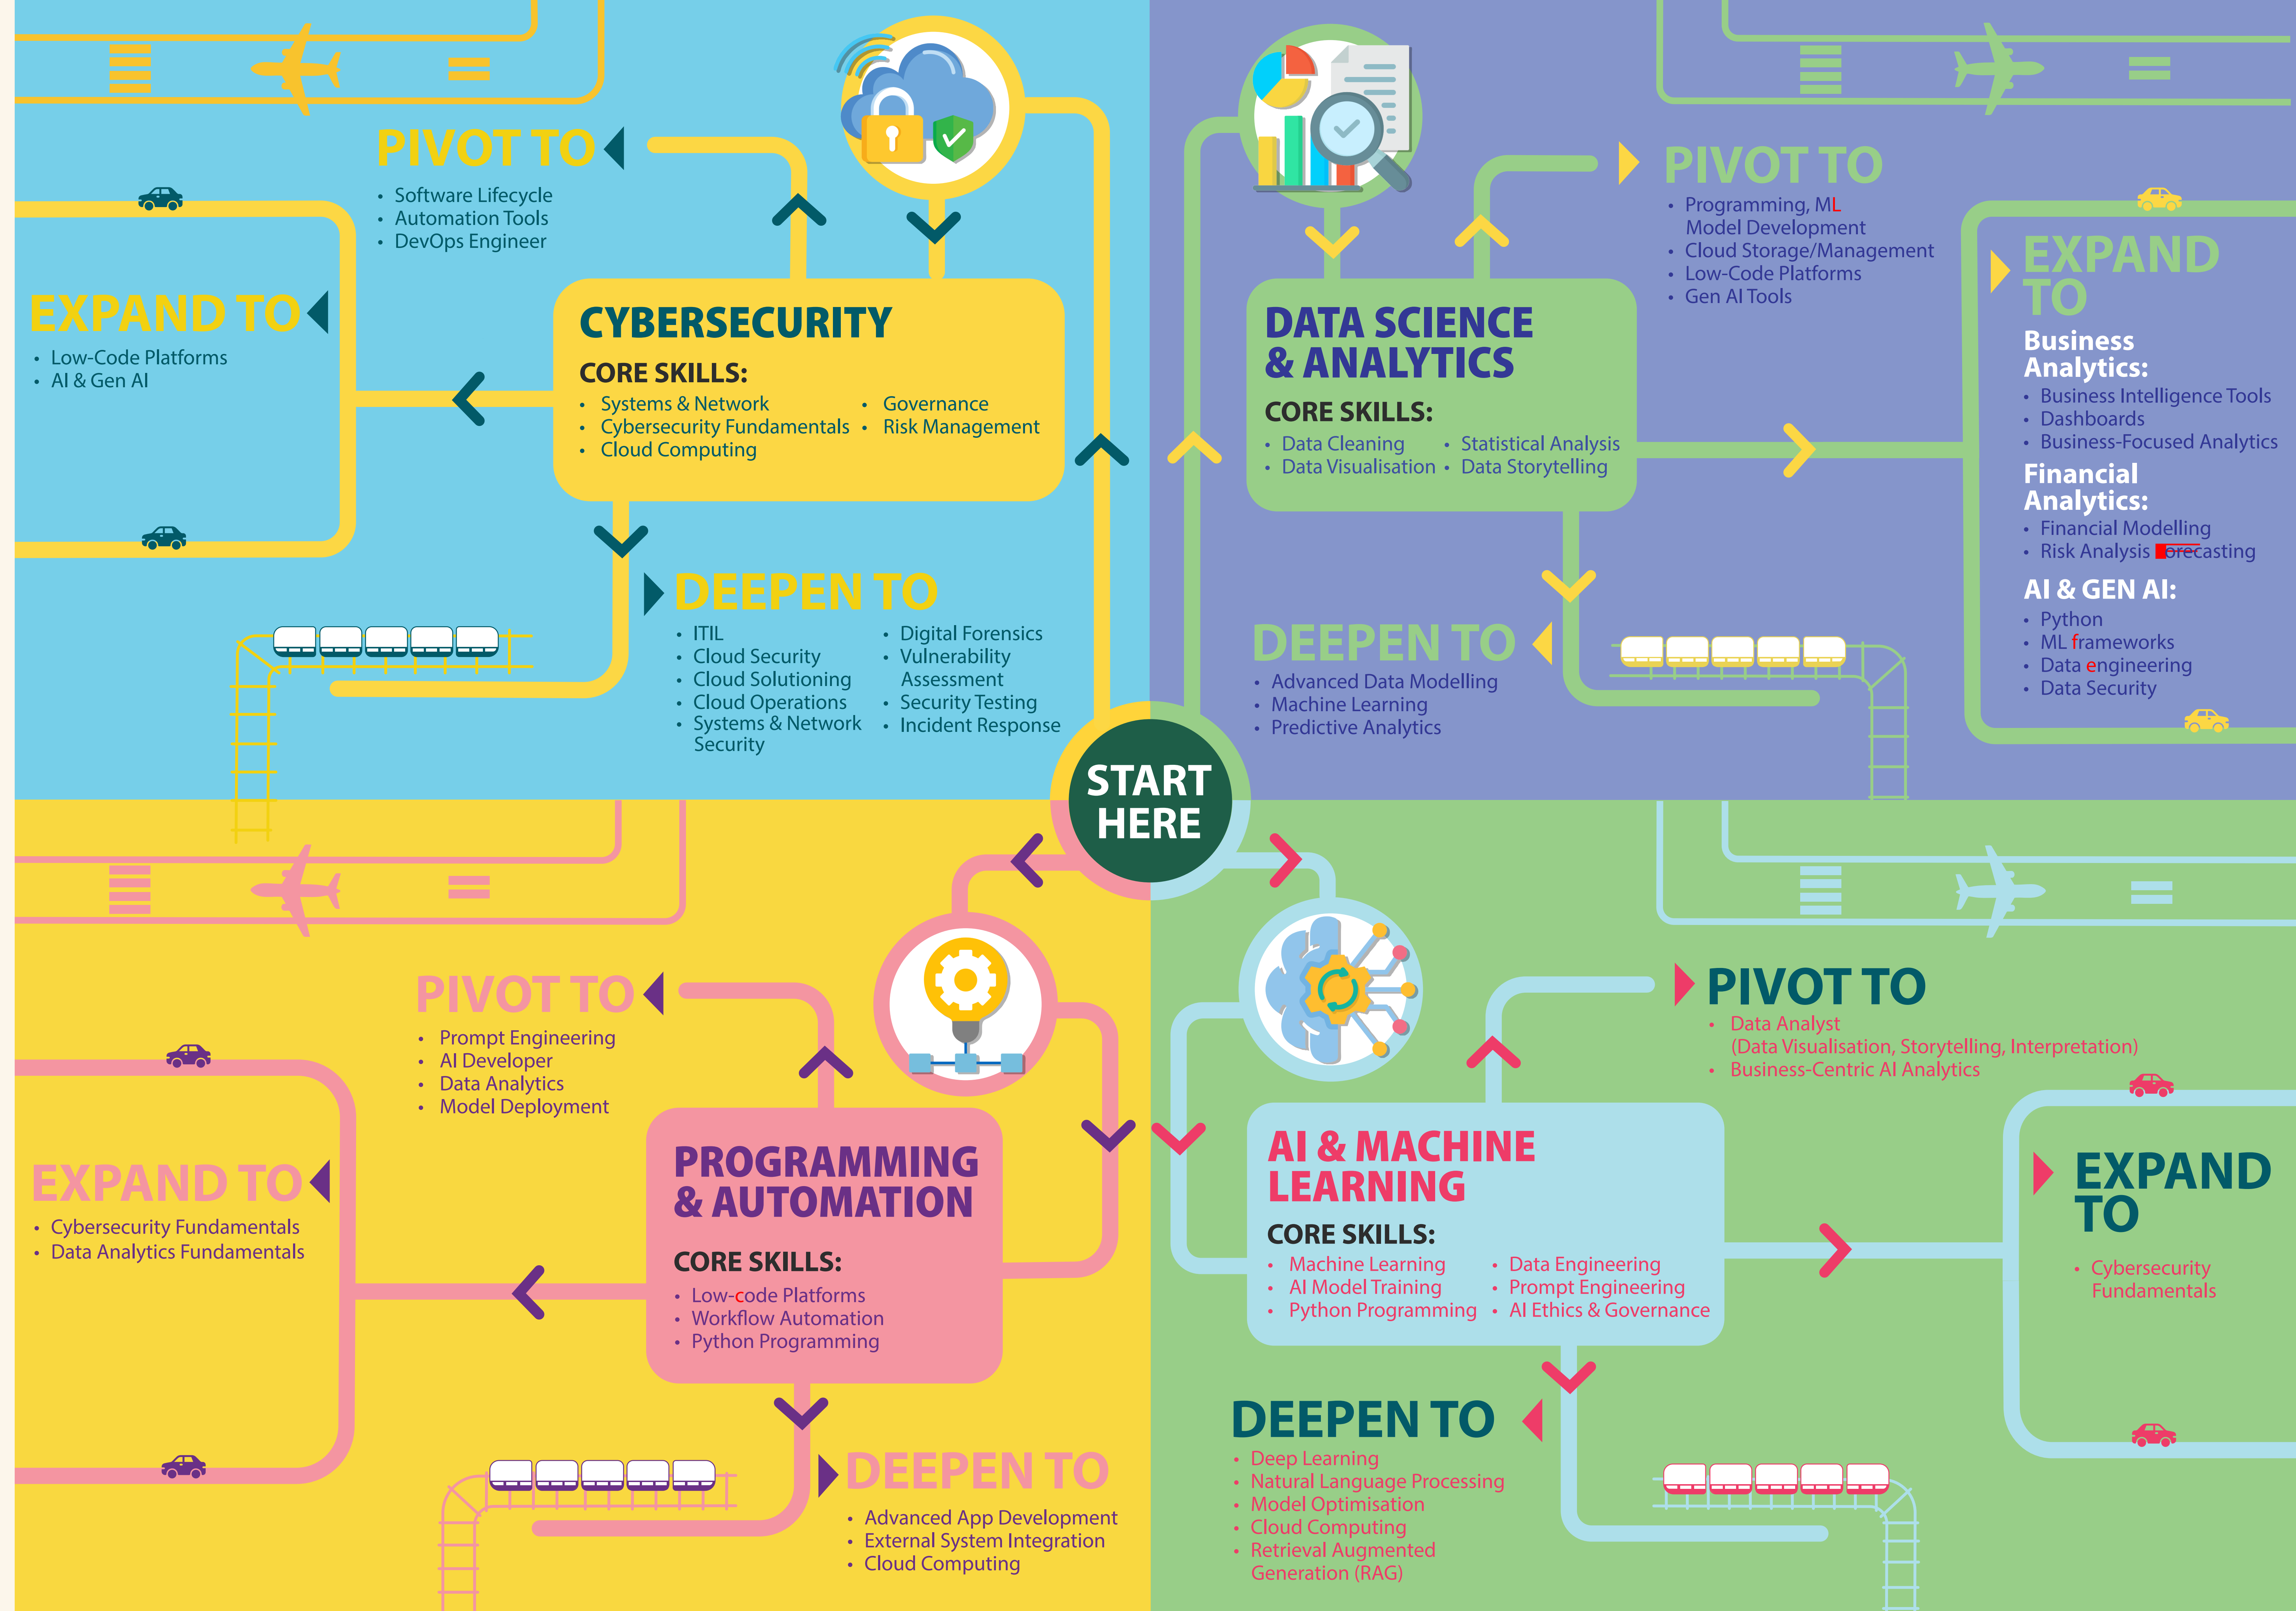 PIVOT TO
• Software Lifecycle
• Automation Tools
• DevOps Engineer
EXPAND TO
• Low-Code Platforms
• AI & Gen AI
CYBERSECURITY
CORE SKILLS:
• Systems & Network
• Cybersecurity Fundamentals
• Cloud Computing
• Governance
• Risk Management
DEEPEN TO
• ITIL
• Cloud Security
• Cloud Solutioning
• Cloud Operations
• Systems & Network
Security
• Digital Forensics
• Vulnerability
Assessment
• Security Testing
• Incident Response
DATA SCIENCE
& ANALYTICS
CORE SKILLS:
• Data Cleaning
• Data Visualisation
• Statistical Analysis
• Data Storytelling
PIVOT TO
• Programming, ML
Model Development
• Cloud Storage/Management
• Low-Code Platforms
• Gen AI Tools
EXPAND
TO
Business
Analytics:
• Business Intelligence Tools
• Dashboards
• Business-Focused Analytics
Financial
Analytics:
• Financial Modelling
• Risk Analysis orecasting
AI & GEN AI:
• Python
• ML frameworks
• Data engineering
• Data Security
DEEPEN TO
• Advanced Data Modelling
• Machine Learning
• Predictive Analytics
START
HERE
PIVOT TO
• Prompt Engineering
• AI Developer
• Data Analytics
• Model Deployment
EXPAND TO
• Cybersecurity Fundamentals
• Data Analytics Fundamentals
PROGRAMMING
& AUTOMATION
CORE SKILLS:
• Low-code Platforms
• Workflow Automation
• Python Programming
DEEPEN TO
• Advanced App Development
• External System Integration
• Cloud Computing
PIVOT TO
• Data Analyst
(Data Visualisation, Storytelling, Interpretation)
• Business-Centric AI Analytics
AI & MACHINE
LEARNING
CORE SKILLS:
• Machine Learning
• AI Model Training
• Python Programming
• Data Engineering
• Prompt Engineering
• AI Ethics & Governance
EXPAND
TO
• Cybersecurity
Fundamentals
DEEPEN TO
• Deep Learning
• Natural Language Processing
• Model Optimisation
• Cloud Computing
• Retrieval Augmented
Generation (RAG)